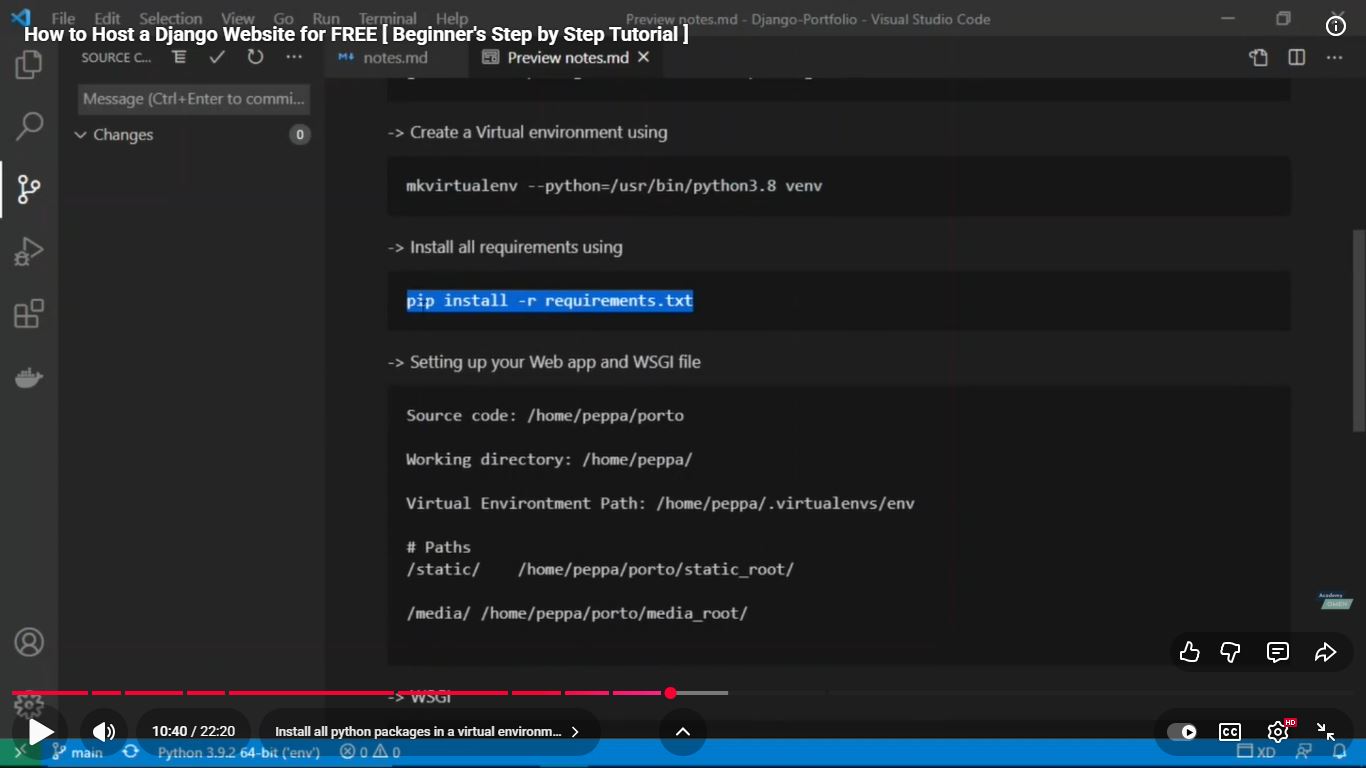 File Edit Selection View Go Run Terminal Help
Preview notes.md - Django-Portfolio - Visual Studio Code
How to Host a Django Website for FREE [ Beginner's Step by Step Tutorial ]
SOURCE C...
notes.md
Preview notes.md
Message (Ctrl+Enter to commi...
Changes 0
-> Create a Virtual environment using
mkvirtualenv --python=/usr/bin/python3.8 venv
-> Install all requirements using
pip install -r requirements.txt
-> Setting up your Web app and WSGI file
Source code: /home/peppa/porto
Working directory: /home/peppa/
Virtual Environtment Path: /home/peppa/.virtualenvs/env
# Paths
/static/ /home/peppa/porto/static_root/
/media/ /home/peppa/porto/media_root/
Academy
OMEN
-> WSGI
10:40 / 22:20
Install all python packages in a virtual environm...
CC
HD
main
Python 3.9.2 64-bit ('env')
0 0
XD